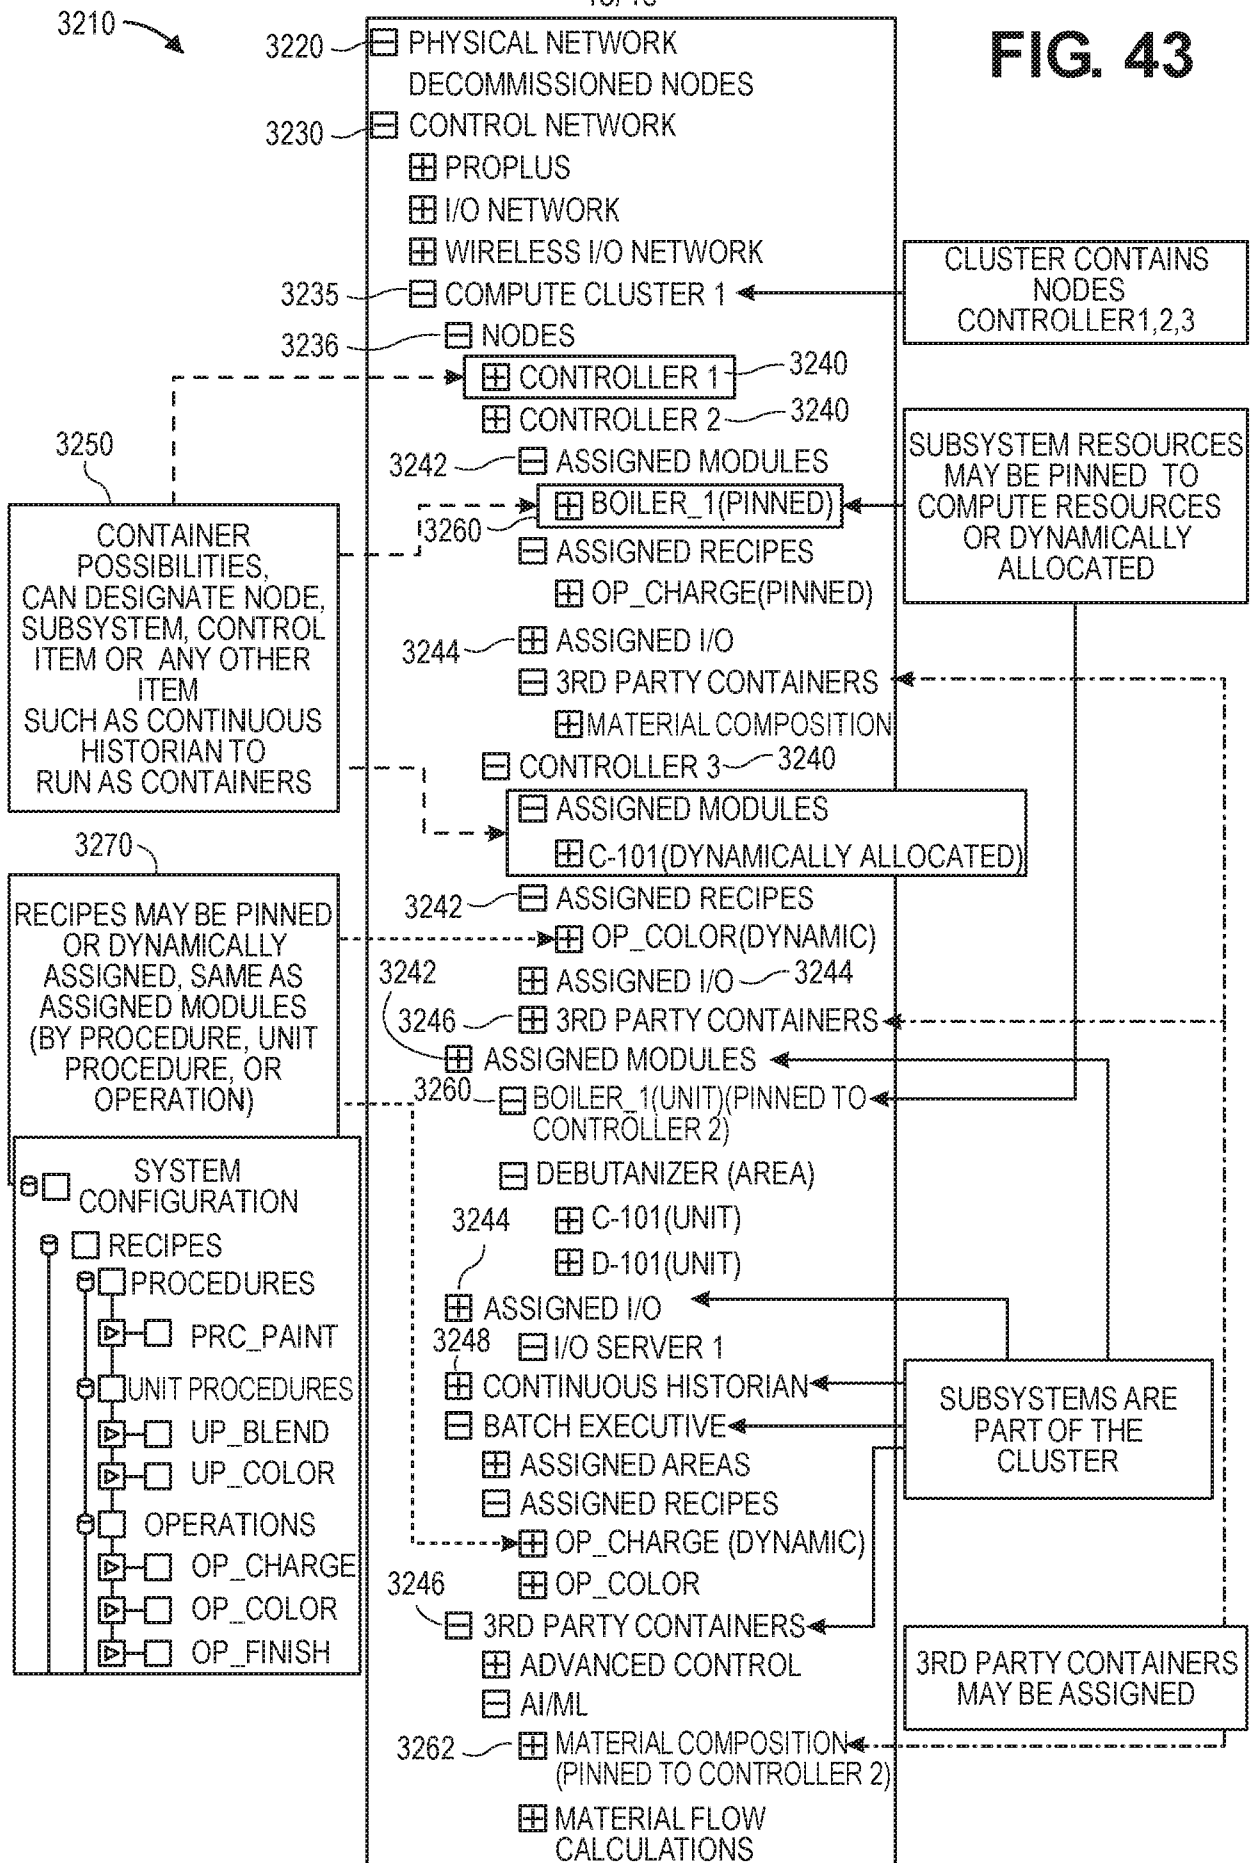 3210
FIG. 43
3220
PHYSICAL NETWORK
DECOMMISSIONED NODES
3230
CONTROL NETWORK
PROPLUS
I/O NETWORK
WIRELESS I/O NETWORK
3235
COMPUTE CLUSTER 1
3236
NODES
CONTROLLER 1
3240
CONTROLLER 2
3240
3242
ASSIGNED MODULES
3260
BOILER_1(PINNED)
ASSIGNED RECIPES
OP_CHARGE(PINNED)
3244
ASSIGNED I/O
3RD PARTY CONTAINERS
MATERIAL COMPOSITION
CONTROLLER 3
3240
ASSIGNED MODULES
C-101(DYNAMICALLY ALLOCATED)
3242
ASSIGNED RECIPES
OP_COLOR(DYNAMIC)
ASSIGNED I/O
3244
3246
3RD PARTY CONTAINERS
3242
ASSIGNED MODULES
3260
BOILER_1(UNIT)(PINNED TO
CONTROLLER 2)
DEBUTANIZER (AREA)
C-101(UNIT)
D-101(UNIT)
3244
ASSIGNED I/O
I/O SERVER 1
3248
CONTINUOUS HISTORIAN
BATCH EXECUTIVE
ASSIGNED AREAS
ASSIGNED RECIPES
OP_CHARGE (DYNAMIC)
OP_COLOR
3246
3RD PARTY CONTAINERS
ADVANCED CONTROL
AI/ML
3262
MATERIAL COMPOSITION
(PINNED TO CONTROLLER 2)
MATERIAL FLOW
CALCULATIONS
3250
CONTAINER
POSSIBILITIES,
CAN DESIGNATE NODE,
SUBSYSTEM, CONTROL
ITEM OR ANY OTHER
ITEM
SUCH AS CONTINUOUS
HISTORIAN TO
RUN AS CONTAINERS
3270
RECIPES MAY BE PINNED
OR DYNAMICALLY
ASSIGNED, SAME AS
ASSIGNED MODULES
(BY PROCEDURE, UNIT
PROCEDURE, OR
OPERATION)
SYSTEM
CONFIGURATION
RECIPES
PROCEDURES
PRC_PAINT
UNIT PROCEDURES
UP_BLEND
UP_COLOR
OPERATIONS
OP_CHARGE
OP_COLOR
OP_FINISH
CLUSTER CONTAINS
NODES
CONTROLLER1,2,3
SUBSYSTEM RESOURCES
MAY BE PINNED TO
COMPUTE RESOURCES
OR DYNAMICALLY
ALLOCATED
SUBSYSTEMS ARE
PART OF THE
CLUSTER
3RD PARTY CONTAINERS
MAY BE ASSIGNED